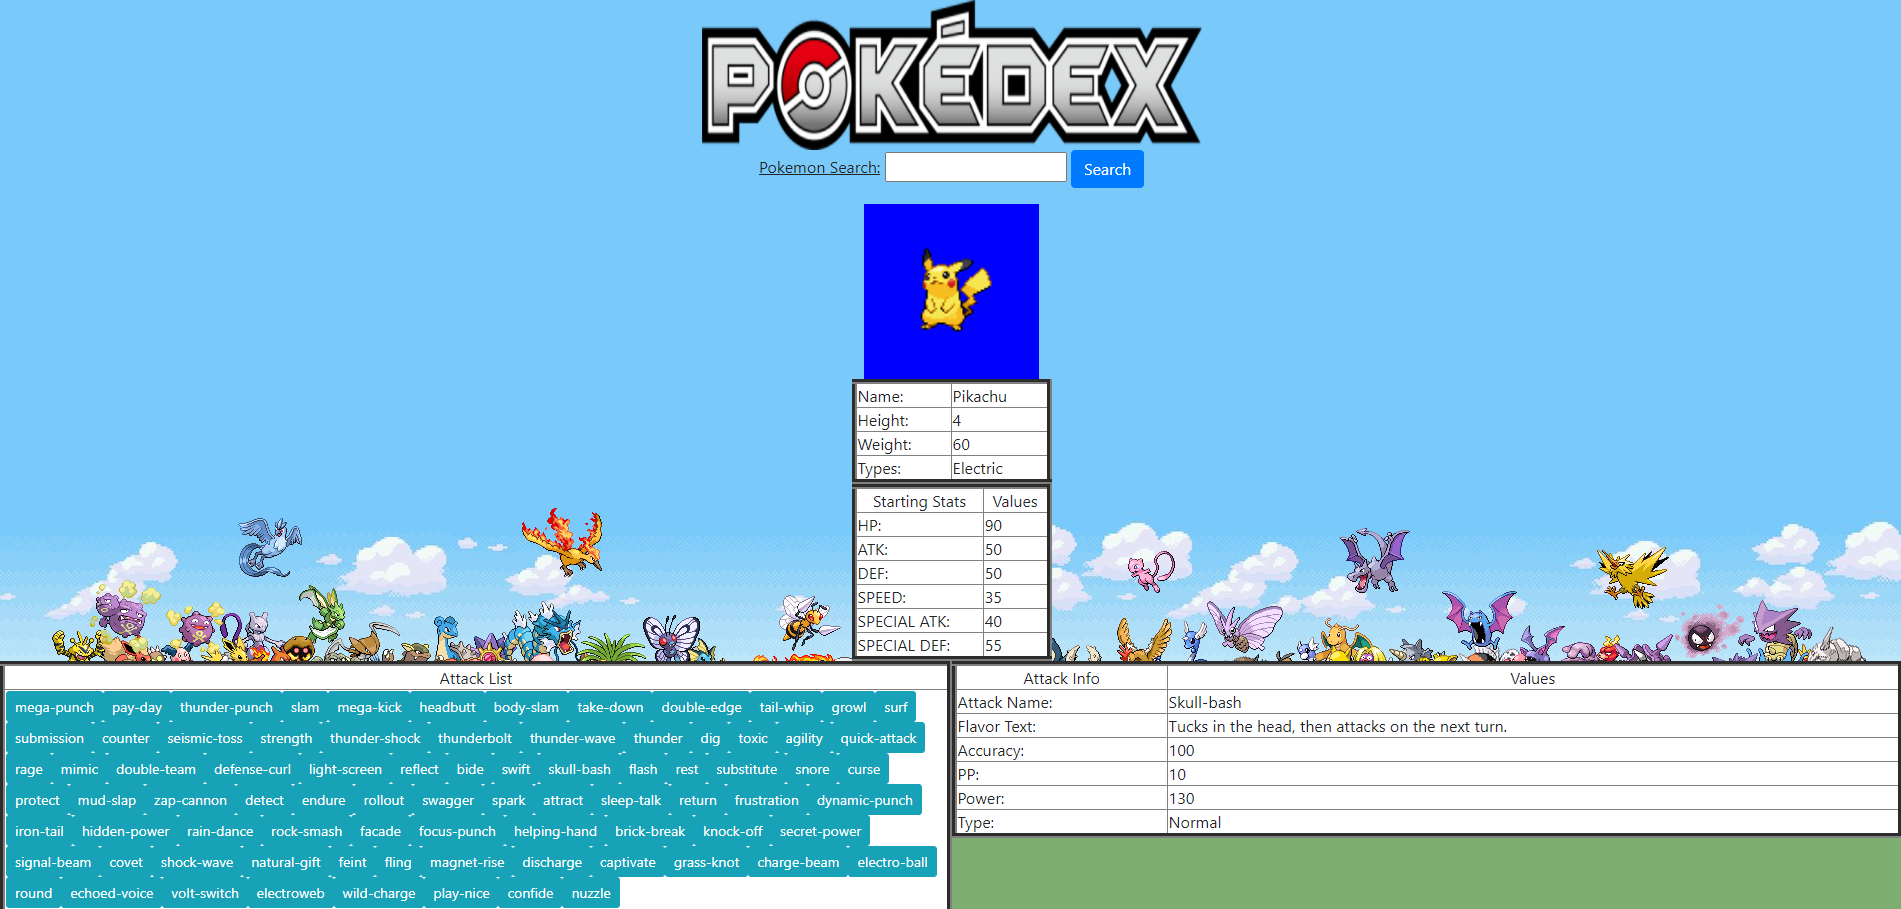 POKÉDEX
Pokemon Search: Search
Name: Pikachu
Height: 4
Weight: 60
Types: Electric
Starting Stats Values
HP: 90
ATK: 50
DEF: 50
SPEED: 35
SPECIAL ATK: 40
SPECIAL DEF: 55
Attack List
mega-punch pay-day thunder-punch slam mega-kick headbutt body-slam take-down double-edge tail-whip growl surf
submission counter seismic-toss strength thunder-shock thunderbolt thunder-wave thunder dig toxic agility quick-attack
rage mimic double-team defense-curl light-screen reflect bide swift skull-bash flash rest substitute snore curse
protect mud-slap zap-cannon detect endure rollout swagger spark attract sleep-talk return frustration dynamic-punch
iron-tail hidden-power rain-dance rock-smash facade focus-punch helping-hand brick-break knock-off secret-power
signal-beam covet shock-wave natural-gift feint fling magnet-rise discharge captivate grass-knot charge-beam electro-ball
round echoed-voice volt-switch electroweb wild-charge play-nice confide nuzzle
Attack Info Values
Attack Name: Skull-bash
Flavor Text: Tucks in the head, then attacks on the next turn.
Accuracy: 100
PP: 10
Power: 130
Type: Normal